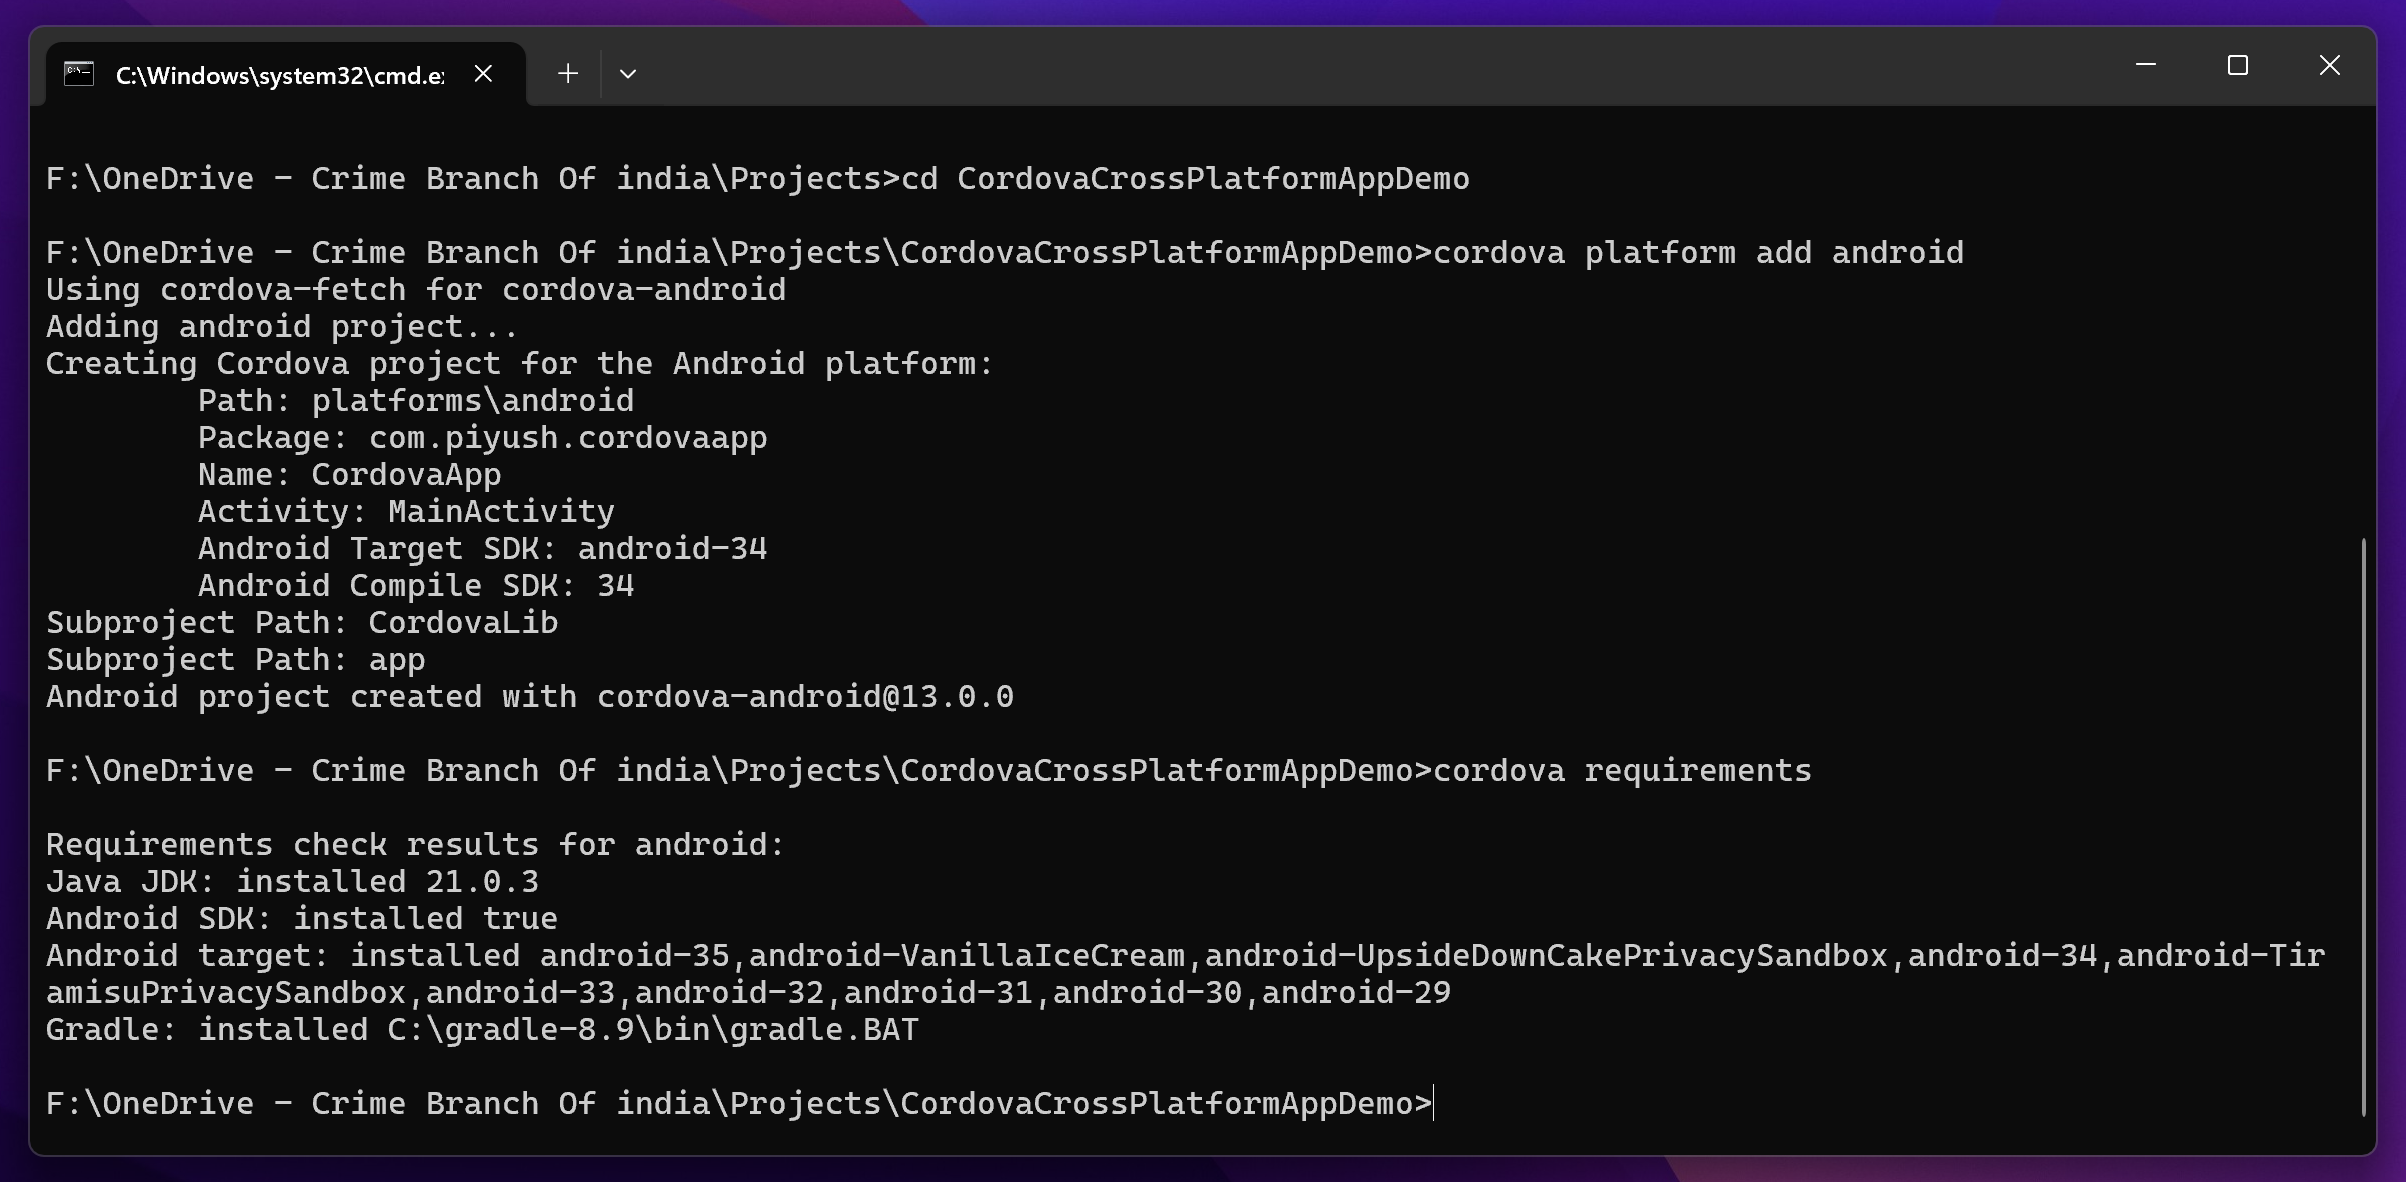 C:\Windows\system32\cmd.e
F:\OneDrive - Crime Branch Of india\Projects>cd CordovaCrossPlatformAppDemo
F:\OneDrive - Crime Branch Of india\Projects\CordovaCrossPlatformAppDemo>cordova platform add android
Using cordova-fetch for cordova-android
Adding android project...
Creating Cordova project for the Android platform:
Path: platforms\android
Package: com.piyush.cordovaapp
Name: CordovaApp
Activity: MainActivity
Android Target SDK: android-34
Android Compile SDK: 34
Subproject Path: CordovaLib
Subproject Path: app
Android project created with cordova-android@13.0.0
F:\OneDrive - Crime Branch Of india\Projects\CordovaCrossPlatformAppDemo>cordova requirements
Requirements check results for android:
Java JDK: installed 21.0.3
Android SDK: installed true
Android target: installed android-35,android-VanillaIceCream,android-UpsideDownCakePrivacySandbox,android-34,android-Tir
amisuPrivacySandbox,android-33,android-32,android-31,android-30,android-29
Gradle: installed C:\gradle-8.9\bin\gradle.BAT
F:\OneDrive - Crime Branch Of india\Projects\CordovaCrossPlatformAppDemo>